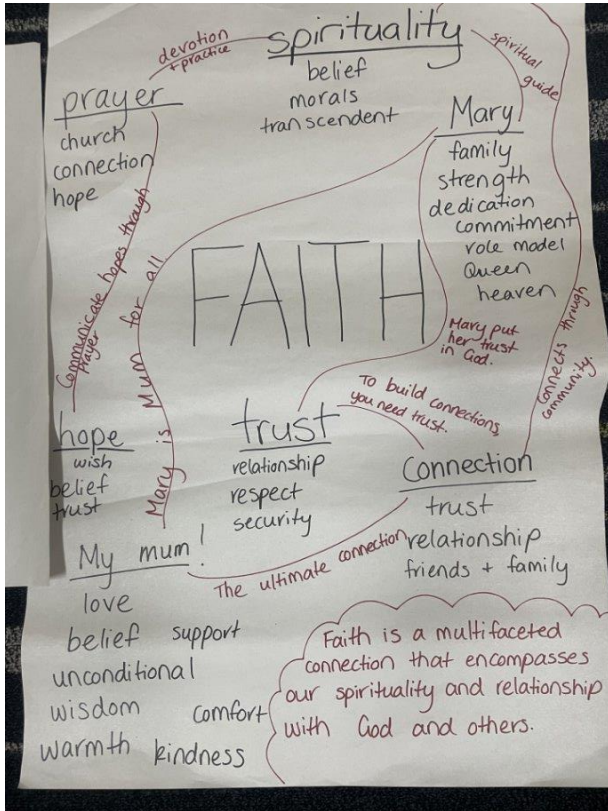 spirituality
belief
morals
transcendent
devotion
+ practice
spiritual
guide
prayer
church
connection
hope
Mary
family
strength
dedication
commitment
role model
Queen
heaven
FAITH
Communicate hopes through
Prayer
Mary is Mum for all
Mary put
her trust
in God.
Connects through
community.
hope
wish
belief
trust
trust
relationship
respect
security
To build connections,
you need trust.
Connection
trust
relationship
friends + family
My mum!
love
belief support
unconditional
wisdom comfort
warmth kindness
The ultimate connection
Faith is a multifaceted
connection that encompasses
our spirituality and relationship
with God and others.